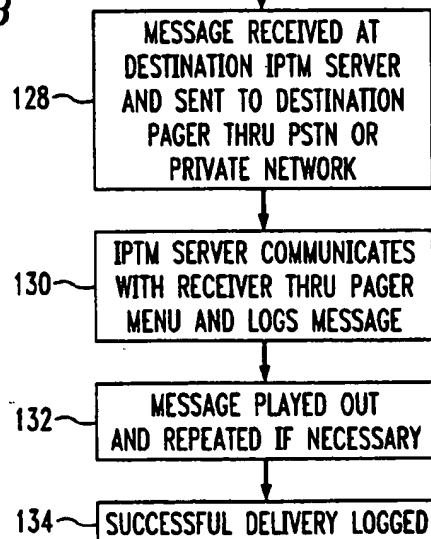 B
128
MESSAGE RECEIVED AT
DESTINATION IPTM SERVER
AND SENT TO DESTINATION
PAGER THRU PSTN OR
PRIVATE NETWORK
130
IPTM SERVER COMMUNICATES
WITH RECEIVER THRU PAGER
MENU AND LOGS MESSAGE
132
MESSAGE PLAYED OUT
AND REPEATED IF NECESSARY
134
SUCCESSFUL DELIVERY LOGGED